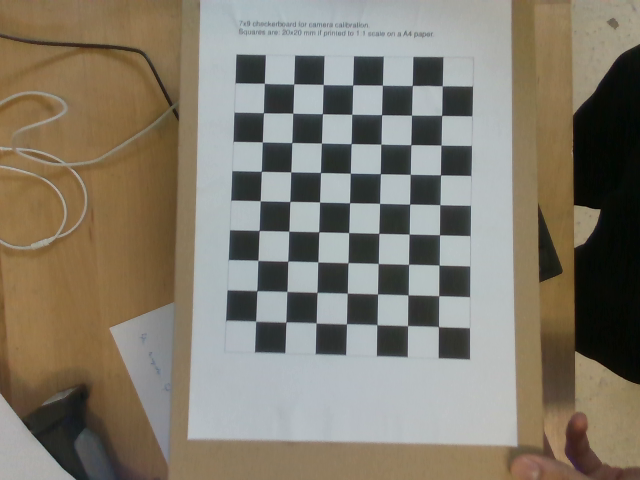 7x9 checkerboard for camera calibration.
Squares are: 20x20 mm if printed to 1:1 scale on a A4 paper.